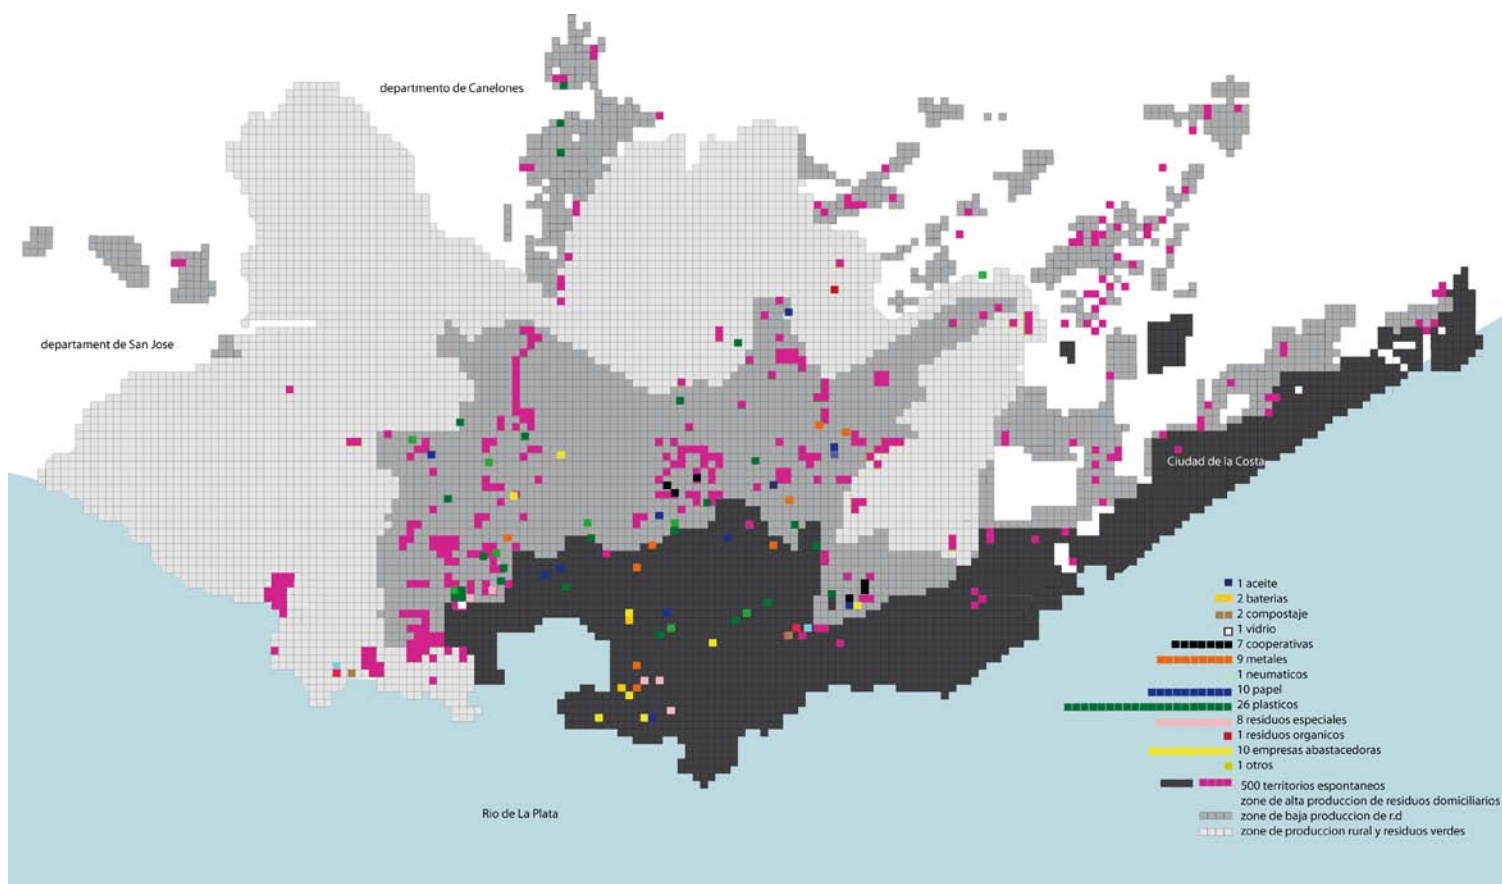 departmento de Canelones
departament de San Jose
Ciudad de la Costa
Rio de La Plata
1 aceite
2 baterias
2 compostaje
1 vidrio
7 cooperativas
9 metales
1 neumaticos
10 papel
26 plasticos
8 residuos especiales
1 residuos organicos
10 empresas abastacedoras
1 otros
500 territorios espontaneos
zone de alta produccion de residuos domiciliarios
zone de baja produccion de r.d
zone de produccion rural y residuos verdes